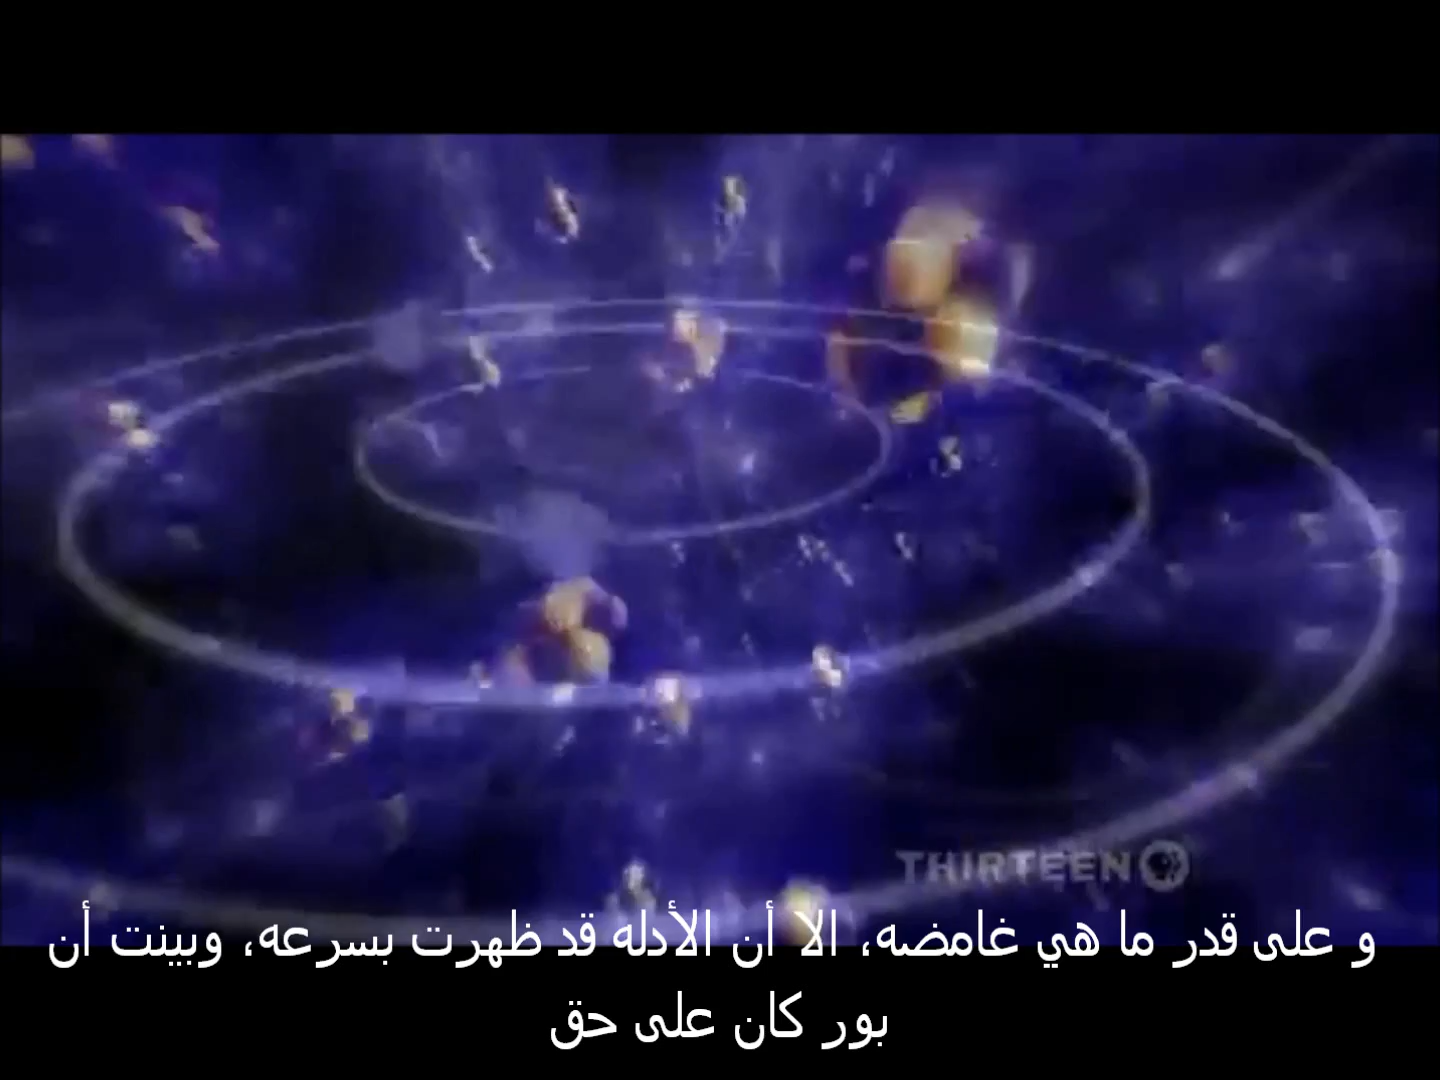 THIRTEEN
و على قدر ما هي غامضه، الا أن الأدله قد ظهرت بسرعه، وبينت أن
بور كان على حق